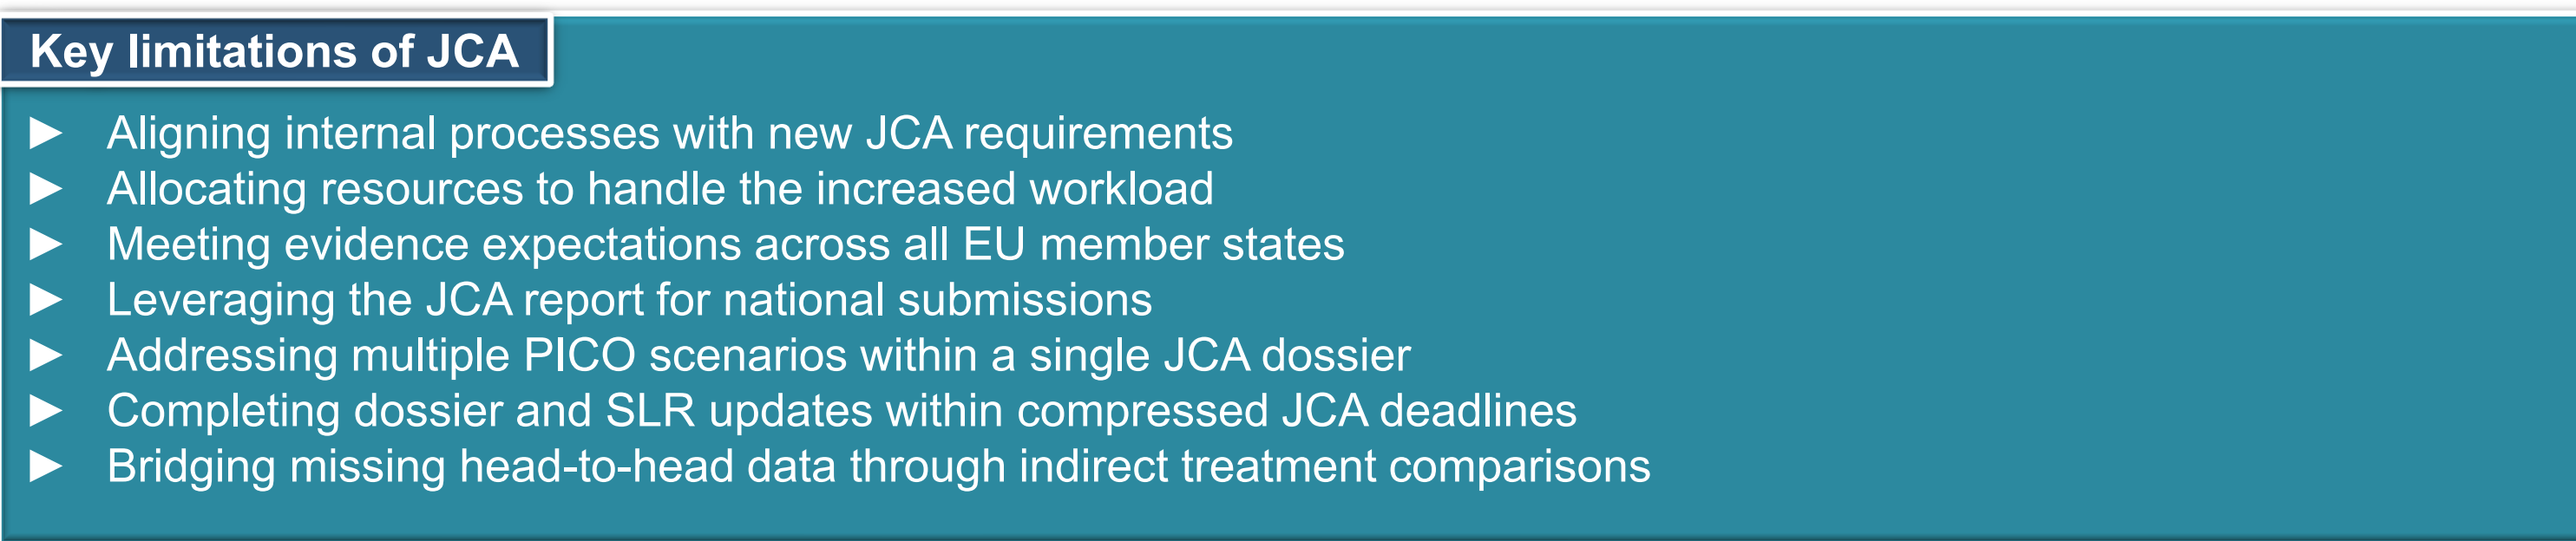 Key limitations of JCA
► Aligning internal processes with new JCA requirements
► Allocating resources to handle the increased workload
► Meeting evidence expectations across all EU member states
► Leveraging the JCA report for national submissions
► Addressing multiple PICO scenarios within a single JCA dossier
► Completing dossier and SLR updates within compressed JCA deadlines
► Bridging missing head-to-head data through indirect treatment comparisons